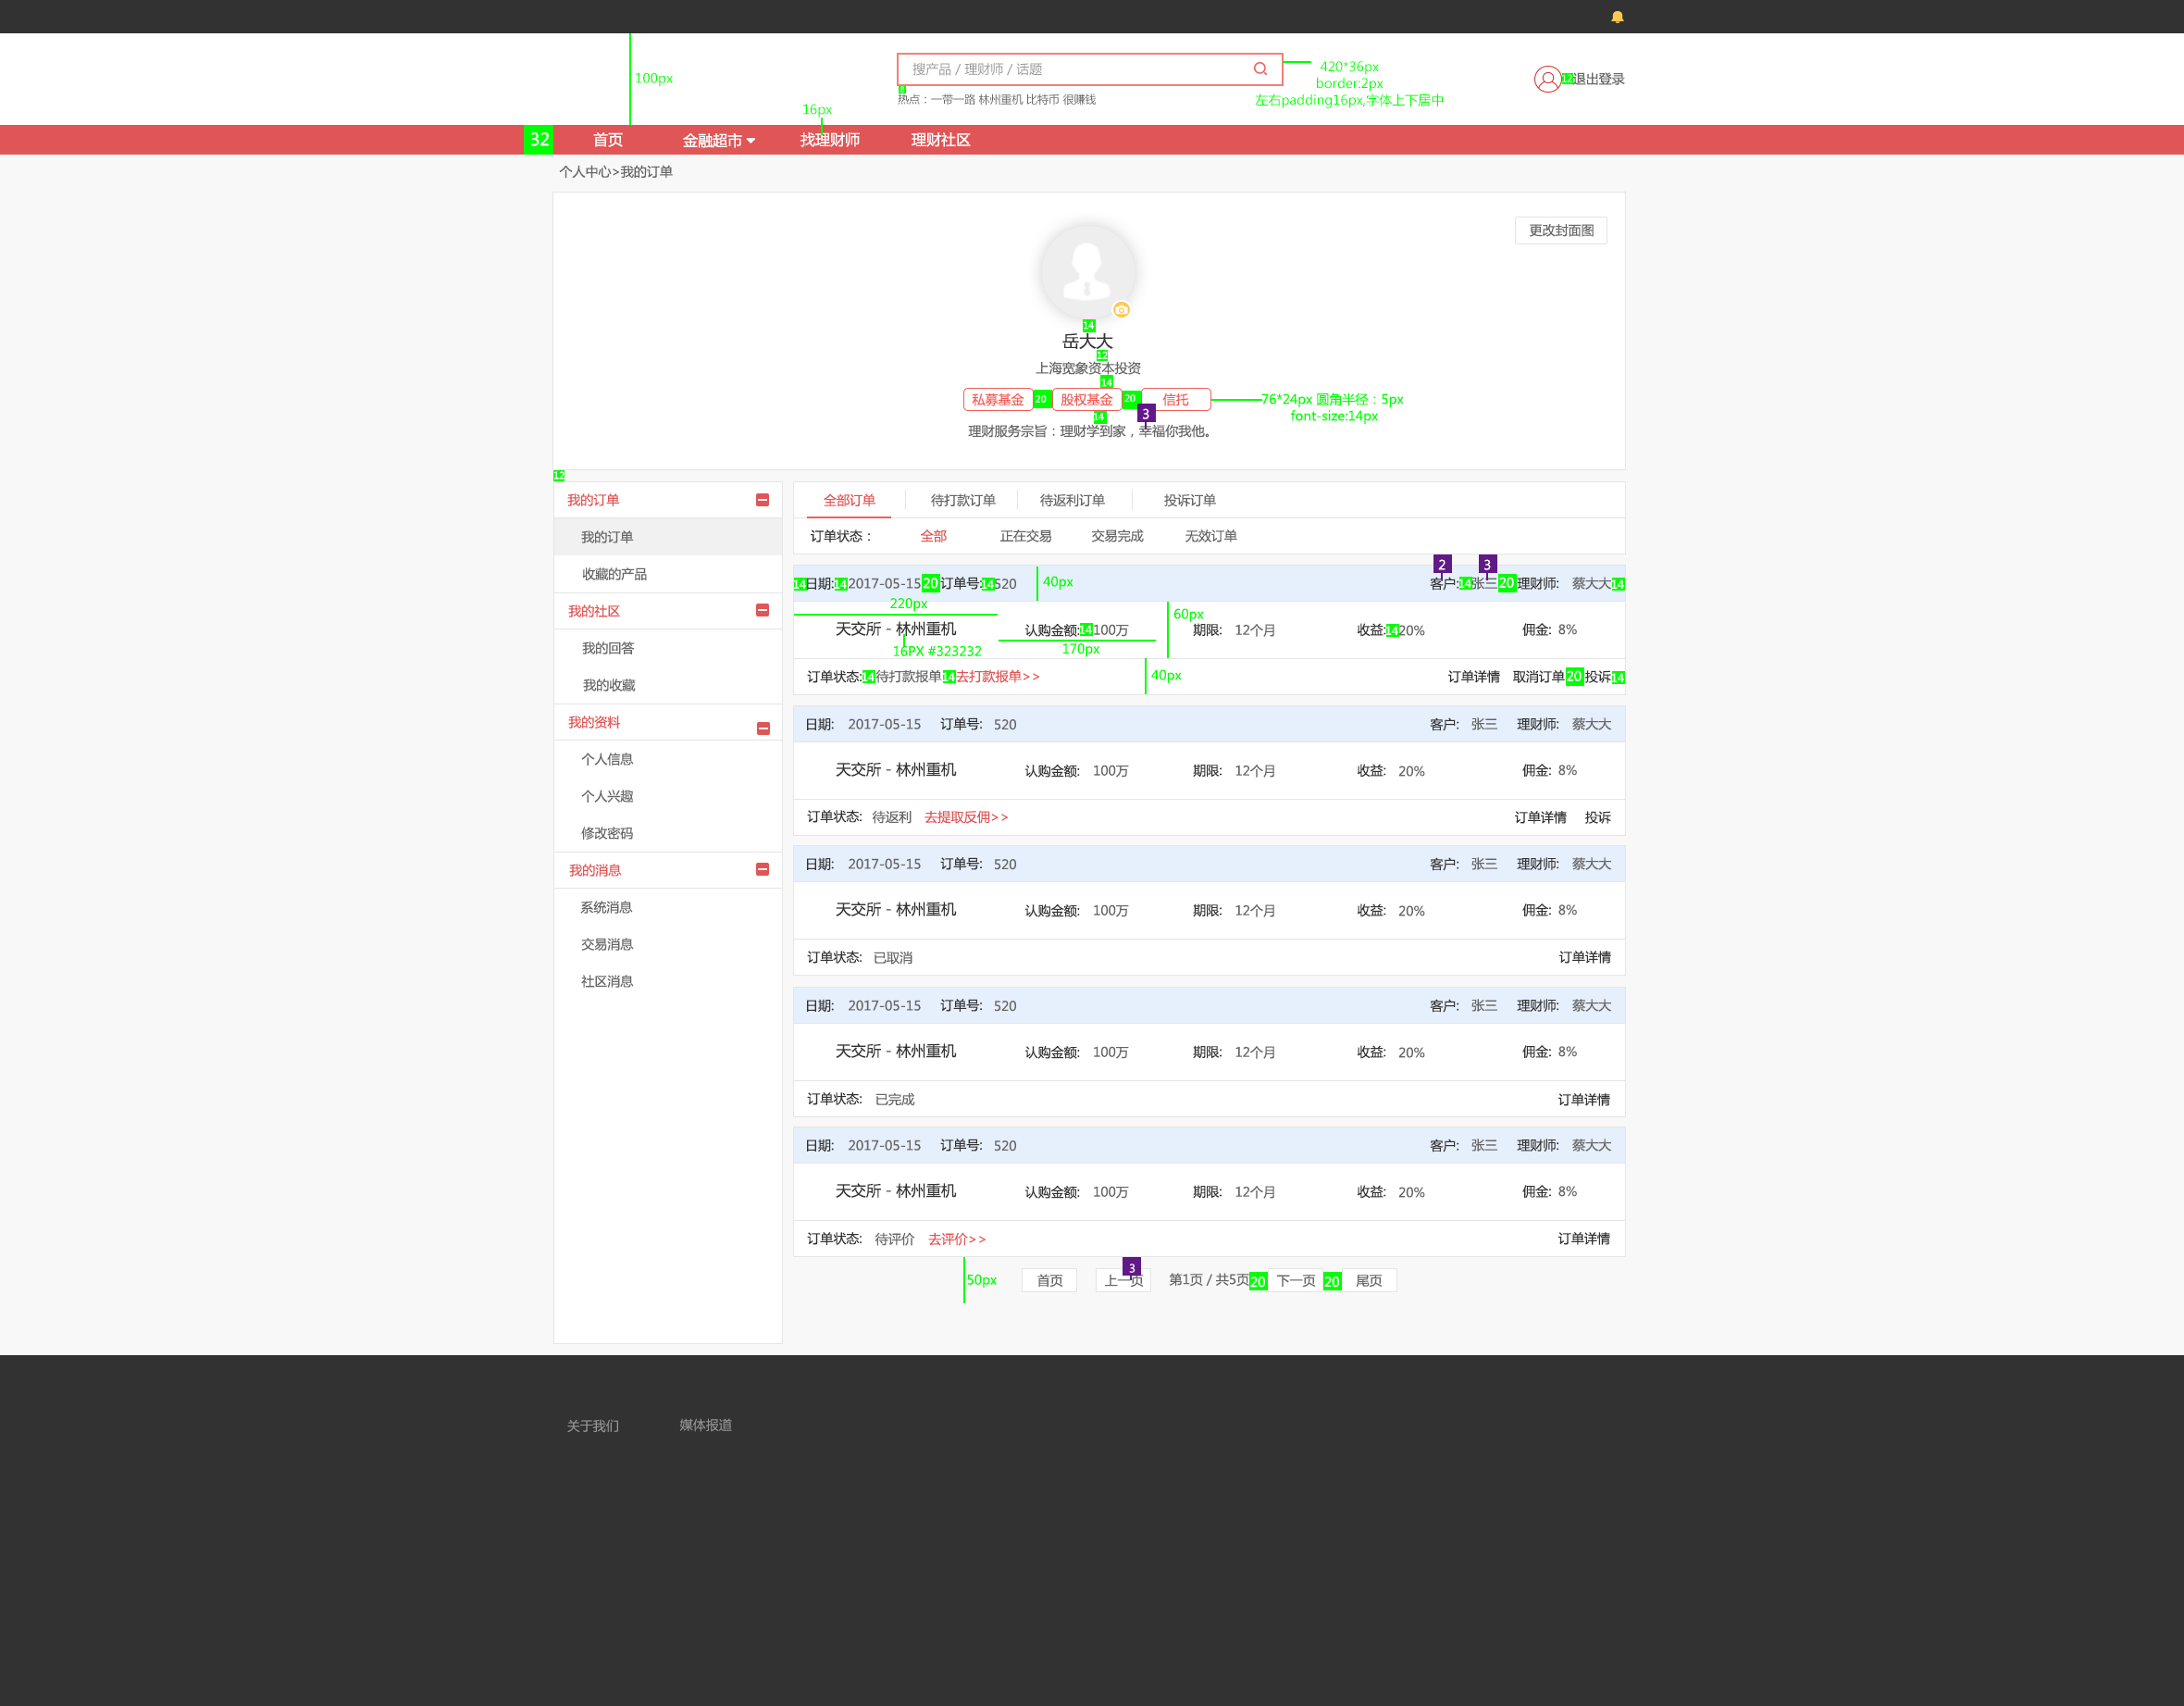 100px
搜产品 / 理财师 / 话题
420*36px
border:2px
左右padding16px,字体上下居中
12 退出登录
8
热点：一带一路 林州重机 比特币 很赚钱
16px
32 首页 金融超市 找理财师 理财社区
个人中心>我的订单
更改封面图
14
岳大大
12
上海宽象资本投资
14
私募基金 20 股权基金 20 信托
76*24px 圆角半径：5px
font-size:14px
14 3
理财服务宗旨：理财学到家，幸福你我他。
12
我的订单
我的订单
收藏的产品
我的社区
我的回答
我的收藏
我的资料
个人信息
个人兴趣
修改密码
我的消息
系统消息
交易消息
社区消息
全部订单 待打款订单 待返利订单 投诉订单
订单状态： 全部 正在交易 交易完成 无效订单
2 3
14 日期: 14 2017-05-15 20 订单号: 14 520 40px 客户: 14 张三 20 理财师: 蔡大大 14
220px
60px
天交所 - 林州重机 认购金额: 14 100万 期限: 12个月 收益: 14 20% 佣金: 8%
16PX #323232 170px
订单状态: 14 待打款报单 14 去打款报单>> 40px 订单详情 取消订单 20 投诉 14
日期: 2017-05-15 订单号: 520 客户: 张三 理财师: 蔡大大
天交所 - 林州重机 认购金额: 100万 期限: 12个月 收益: 20% 佣金: 8%
订单状态: 待返利 去提取反佣>> 订单详情 投诉
日期: 2017-05-15 订单号: 520 客户: 张三 理财师: 蔡大大
天交所 - 林州重机 认购金额: 100万 期限: 12个月 收益: 20% 佣金: 8%
订单状态: 已取消 订单详情
日期: 2017-05-15 订单号: 520 客户: 张三 理财师: 蔡大大
天交所 - 林州重机 认购金额: 100万 期限: 12个月 收益: 20% 佣金: 8%
订单状态: 已完成 订单详情
日期: 2017-05-15 订单号: 520 客户: 张三 理财师: 蔡大大
天交所 - 林州重机 认购金额: 100万 期限: 12个月 收益: 20% 佣金: 8%
订单状态: 待评价 去评价>> 订单详情
3
50px 首页 上一页 第1页 / 共5页 20 下一页 20 尾页
关于我们 媒体报道